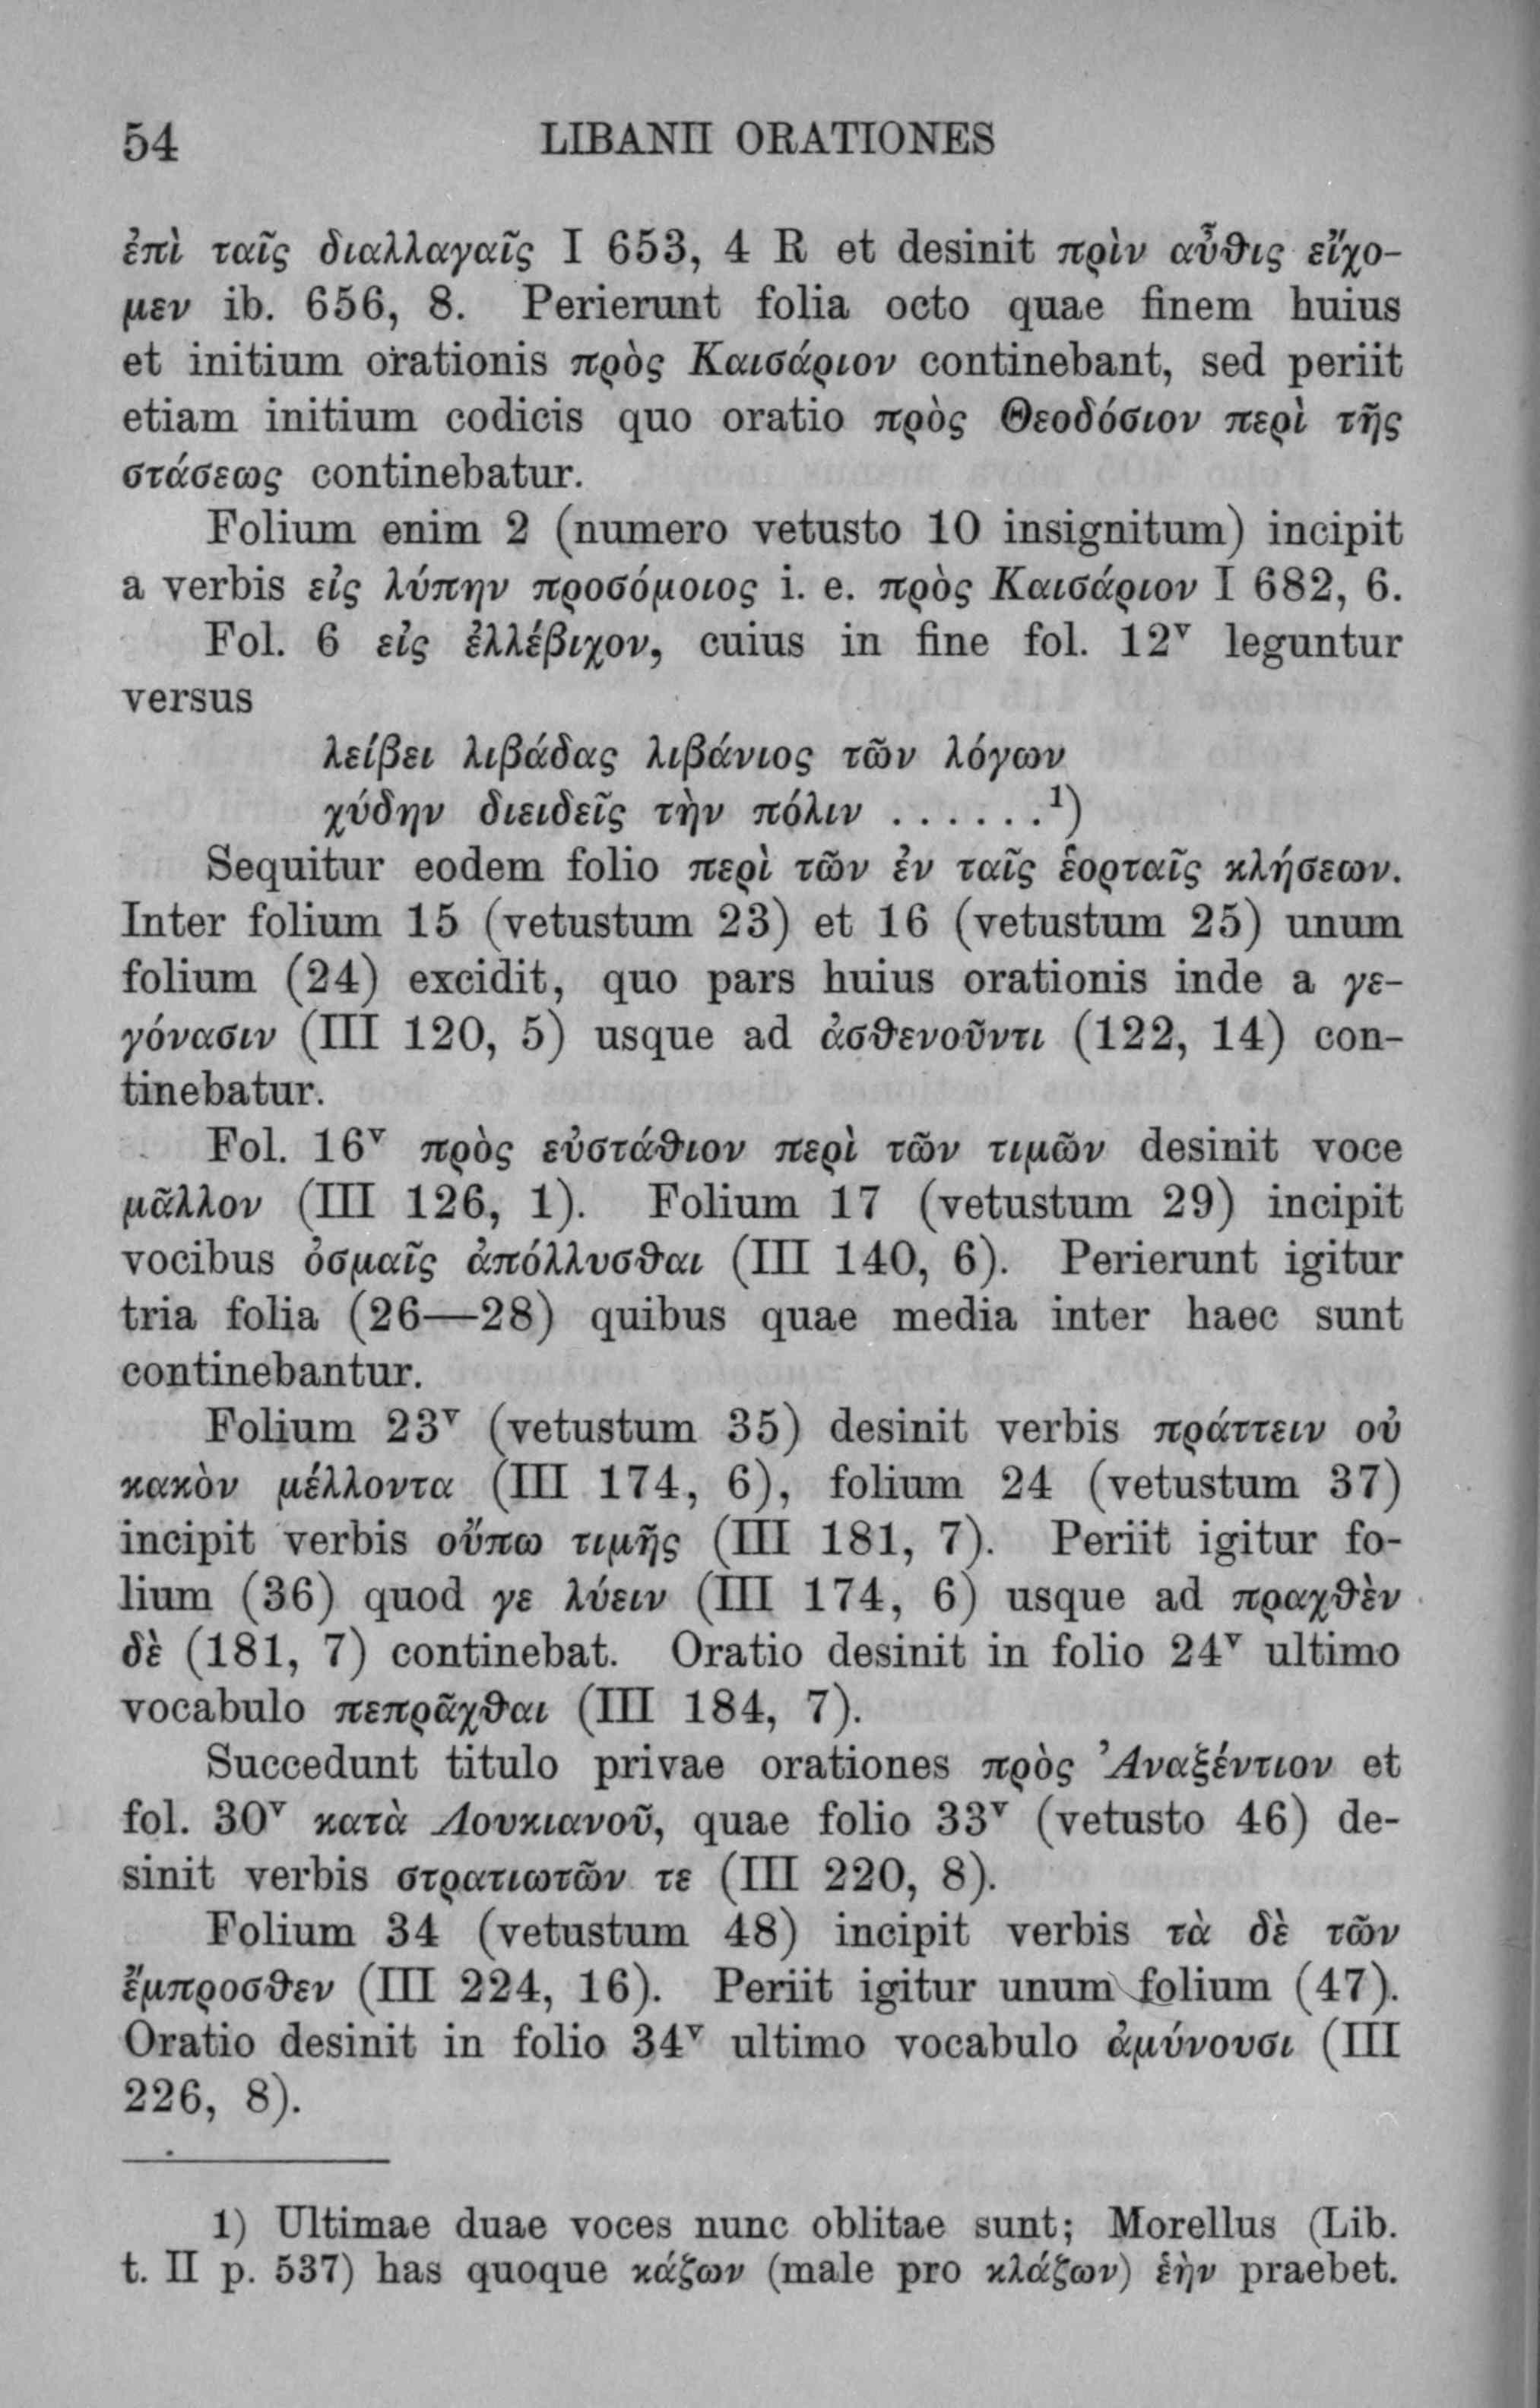 54 LIBANII ORATIONES
ἐπὶ ταῖς διαλλαγαῖς I 653, 4 R et desinit πρὶν αὖθις εἴχο-
μεν ib. 656, 8. Perierunt folia octo quae finem huius
et initium orationis πρὸς Καισάριον continebant, sed periit
etiam initium codicis quo oratio πρὸς Θεοδόσιον περὶ τῆς
στάσεως continebatur.
Folium enim 2 (numero vetusto 10 insignitum) incipit
a verbis εἰς λύπην προσόμοιος i. e. πρὸς Καισάριον I 682, 6.
Fol. 6 εἰς ἐλλέβιχον, cuius in fine fol. 12ᵛ leguntur
versus
λείβει λιβάδας λιβάνιος τῶν λόγων
χύδην διειδεῖς τὴν πόλιν ......¹)
Sequitur eodem folio περὶ τῶν ἐν ταῖς ἑορταῖς κλήσεων.
Inter folium 15 (vetustum 23) et 16 (vetustum 25) unum
folium (24) excidit, quo pars huius orationis inde a γε-
γόνασιν (III 120, 5) usque ad ἀσθενοῦντι (122, 14) con-
tinebatur.
Fol. 16ᵛ πρὸς εὐστάθιον περὶ τῶν τιμῶν desinit voce
μᾶλλον (III 126, 1). Folium 17 (vetustum 29) incipit
vocibus ὀσμαῖς ἀπόλλυσθαι (III 140, 6). Perierunt igitur
tria folia (26—28) quibus quae media inter haec sunt
continebantur.
Folium 23ᵛ (vetustum 35) desinit verbis πράττειν οὐ
κακὸν μέλλοντα (III 174, 6), folium 24 (vetustum 37)
incipit verbis οὔπω τιμῆς (III 181, 7). Periit igitur fo-
lium (36) quod γε λύειν (III 174, 6) usque ad πραχθὲν
δὲ (181, 7) continebat. Oratio desinit in folio 24ᵛ ultimo
vocabulo πεπρᾶχθαι (III 184, 7).
Succedunt titulo privae orationes πρὸς Ἀναξέντιον et
fol. 30ᵛ κατὰ Λουκιανοῦ, quae folio 33ᵛ (vetusto 46) de-
sinit verbis στρατιωτῶν τε (III 220, 8).
Folium 34 (vetustum 48) incipit verbis τὰ δὲ τῶν
ἔμπροσθεν (III 224, 16). Periit igitur unum folium (47).
Oratio desinit in folio 34ᵛ ultimo vocabulo ἀμύνουσι (III
226, 8).
1) Ultimae duae voces nunc oblitae sunt; Morellus (Lib.
t. II p. 537) has quoque κάζων (male pro κλάζων) ἑὴν praebet.